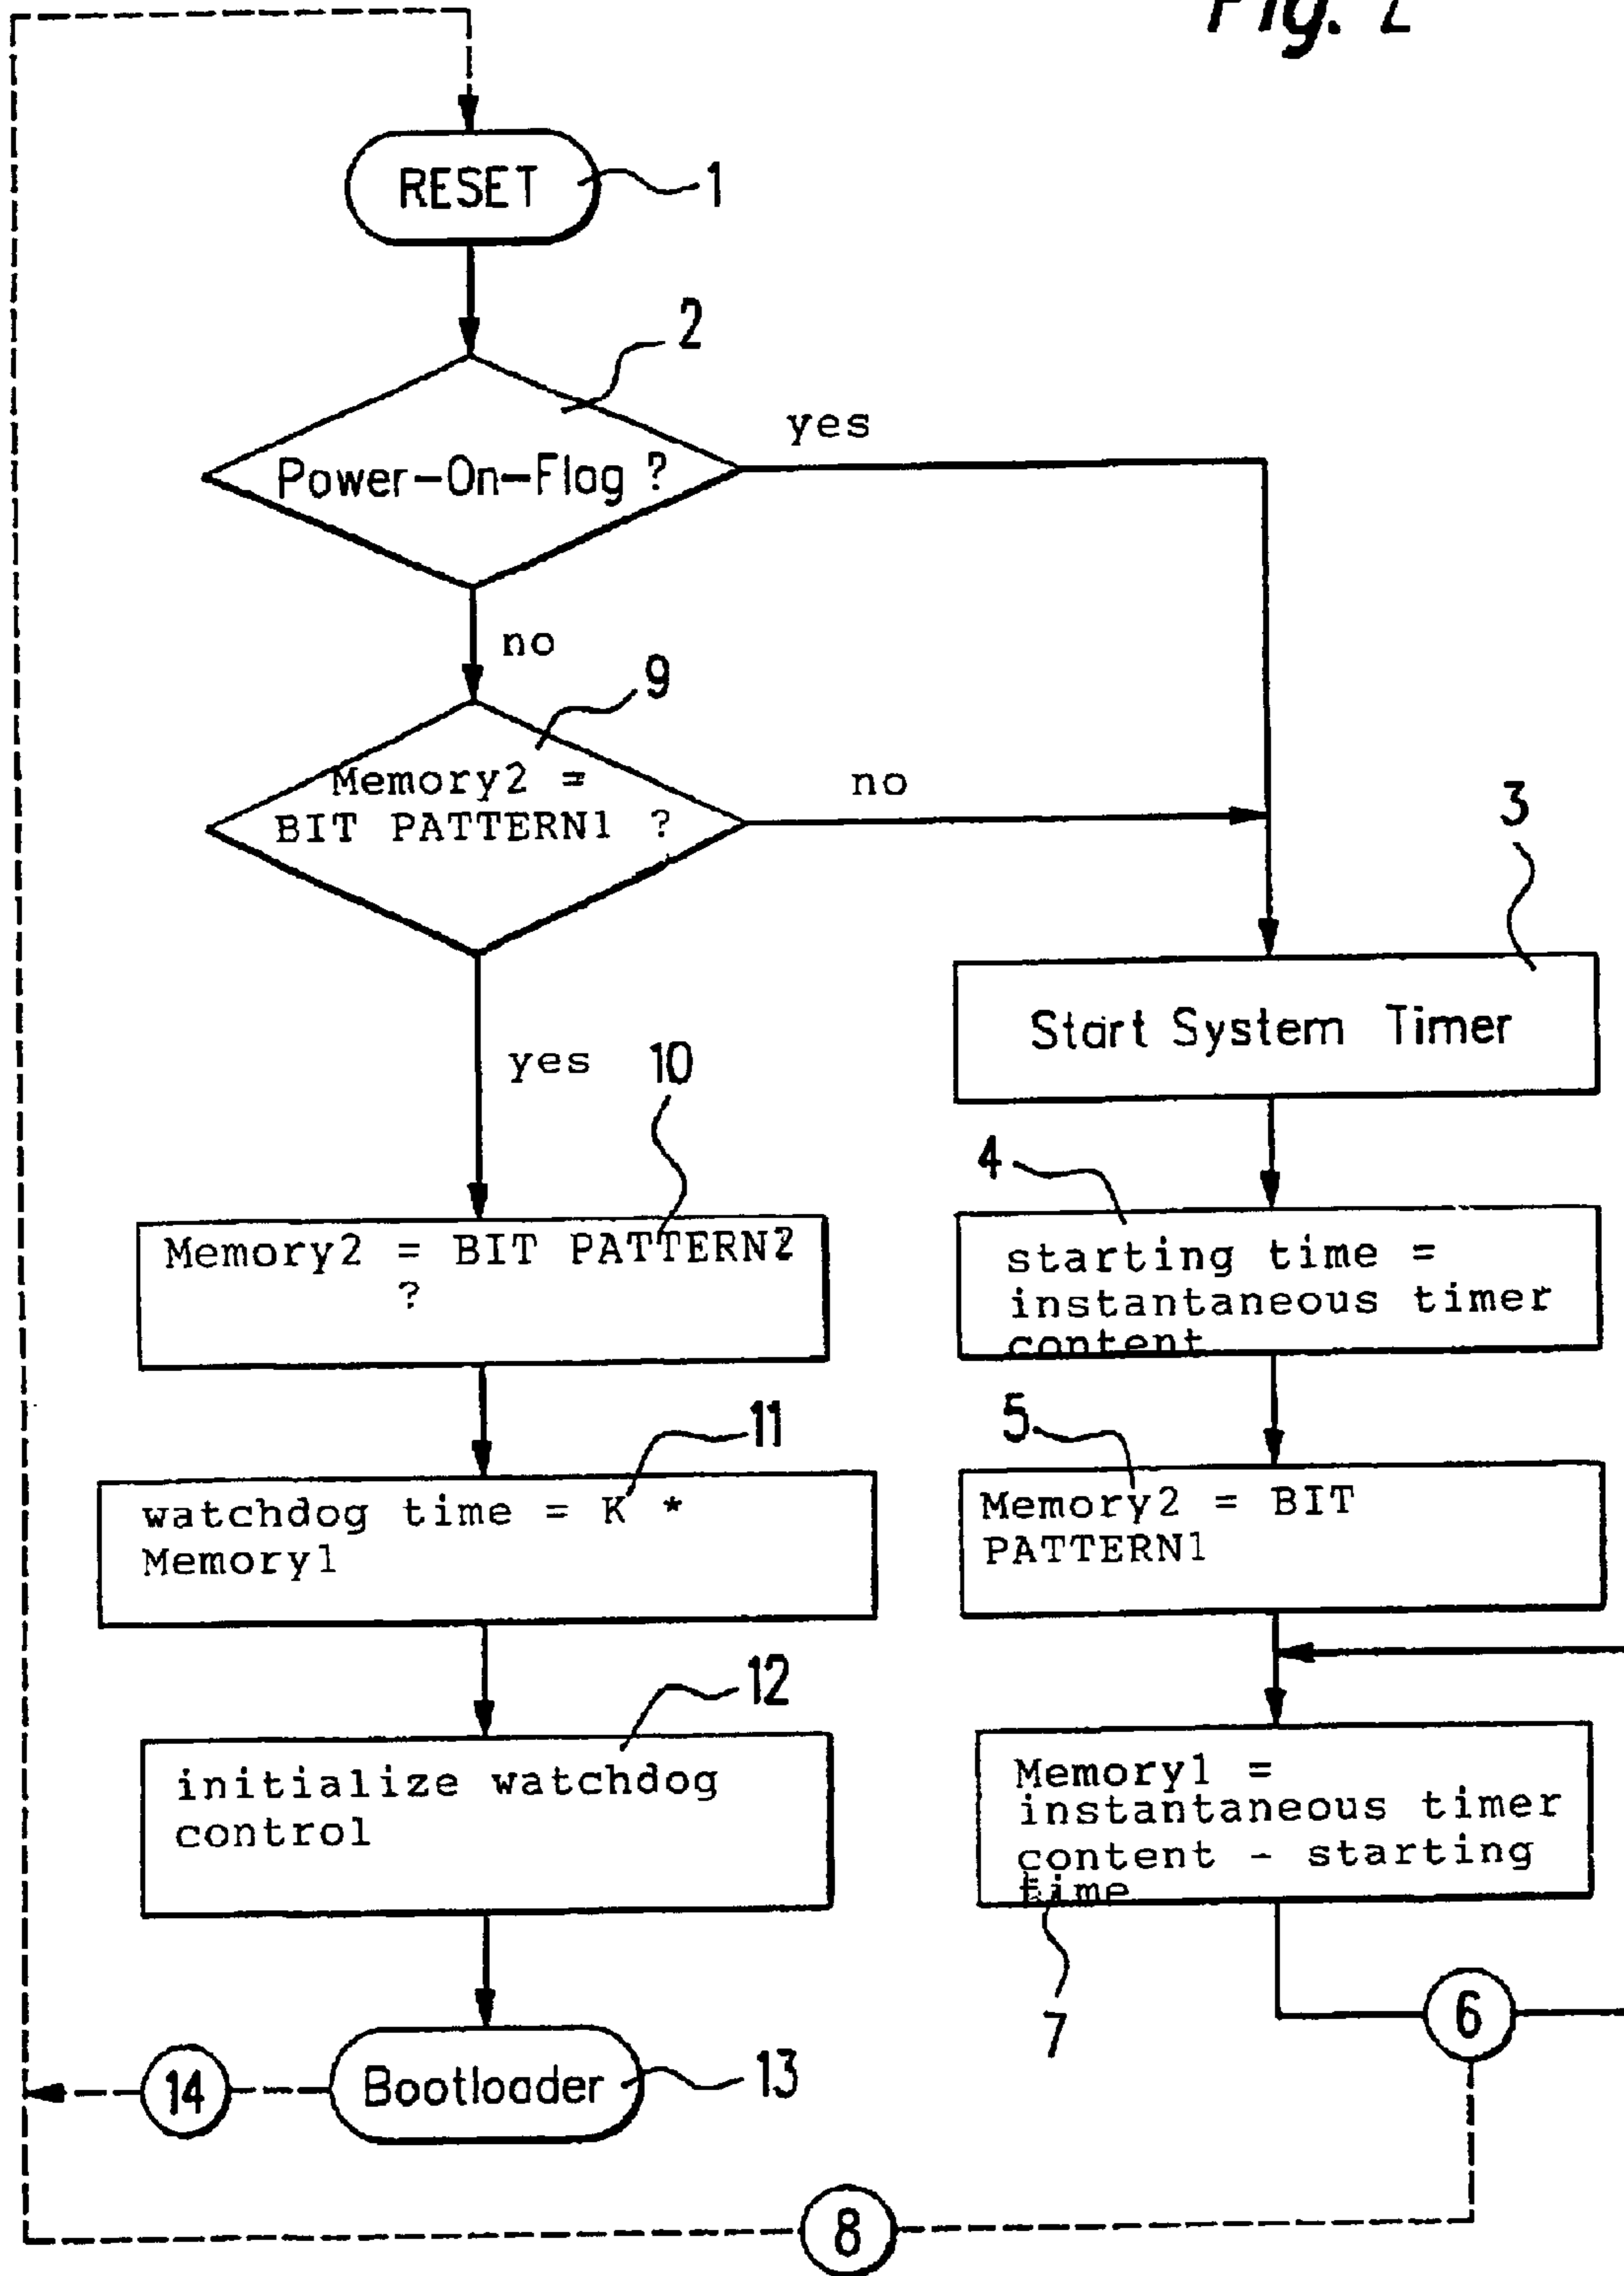 Fig. 2
RESET
1
2
Power-On-Flag ?
yes
no
9
Memory2 =
BIT PATTERN1 ?
no
3
Start System Timer
yes
10
4
Memory2 = BIT PATTERN2
?
starting time =
instantaneous timer
content
11
5
watchdog time = K *
Memory1
Memory2 = BIT
PATTERN1
12
initialize watchdog
control
Memory1 =
instantaneous timer
content - starting
time
6
7
14
Bootloader
13
8